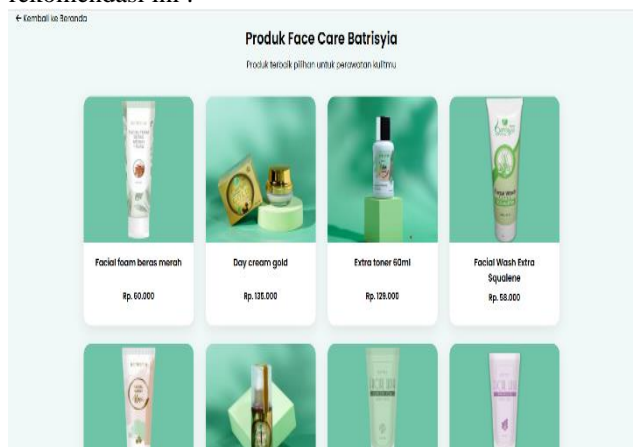 rekomendasi ini :
← Kembali ke Beranda
Produk Face Care Batrisyia
Produk terbaik pilihan untuk perawatan kulitmu
Facial foam beras merah
Rp. 60.000
Day cream gold
Rp. 135.000
Extra toner 60ml
Rp. 129.000
Facial Wash Extra
Squalene
Rp. 58.000